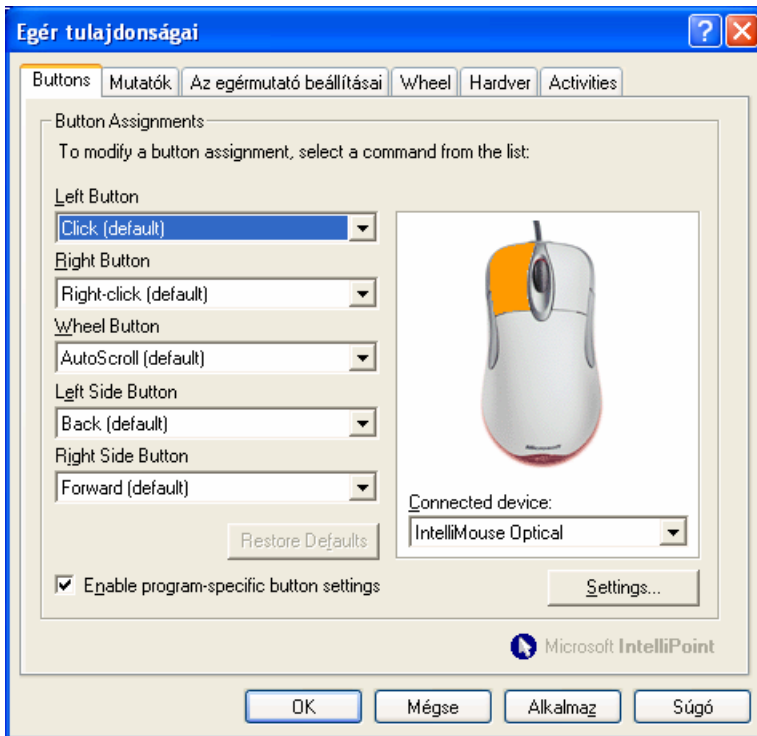 Egér tulajdonságai
Buttons Mutatók Az egérmutató beállításai Wheel Hardver Activities
Button Assignments
To modify a button assignment, select a command from the list:
Left Button
Click (default)
Right Button
Right-click (default)
Wheel Button
AutoScroll (default)
Left Side Button
Back (default)
Right Side Button
Forward (default)
Microsoft
Connected device:
IntelliMouse Optical
Restore Defaults
Enable program-specific button settings
Settings...
Microsoft IntelliPoint
OK Mégse Alkalmaz Súgó